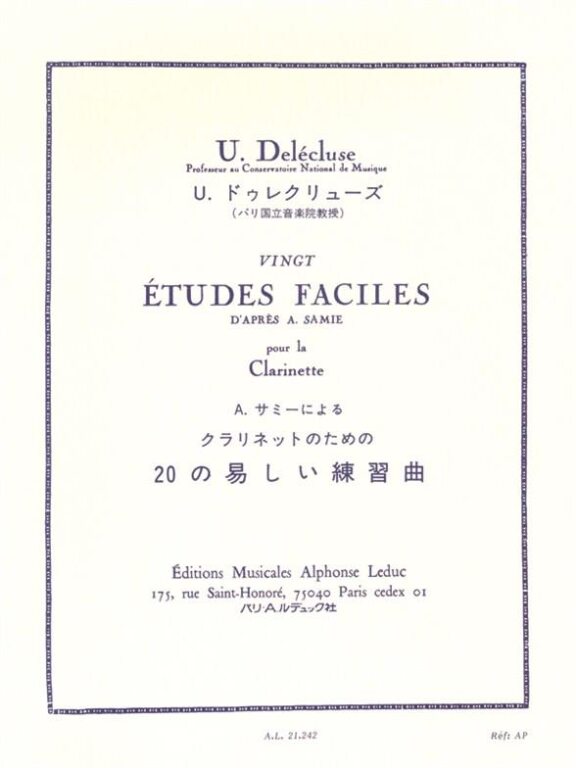 U. Delécluse
Professeur au Conservatoire National de Musique
U. ドゥレクリューズ
(パリ国立音楽院教授)
VINGT
ÉTUDES FACILES
D'APRÈS A. SAMIE
pour la
Clarinette
A. サミーによる
クラリネットのための
20の易しい練習曲
Éditions Musicales Alphonse Leduc
175, rue Saint-Honoré, 75040 Paris cedex 01
パリ・A.ルデュック社
A.L. 21.242
Réf: AP